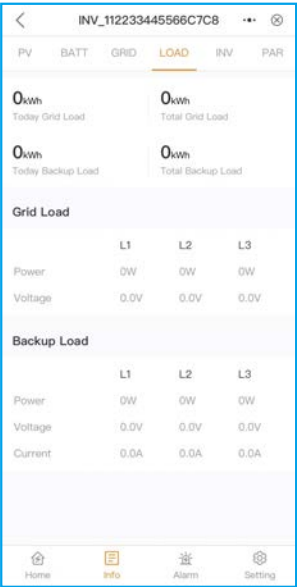 INV_112233445566C7C8
PV BATT GRID LOAD INV PAR
0kWh 0kWh
Today Grid Load Total Grid Load
0kWh 0kWh
Today Backup Load Total Backup Load
Grid Load
L1 L2 L3
Power 0W 0W 0W
Voltage 0.0V 0.0V 0.0V
Backup Load
L1 L2 L3
Power 0W 0W 0W
Voltage 0.0V 0.0V 0.0V
Current 0.0A 0.0A 0.0A
Home Info Alarm Setting